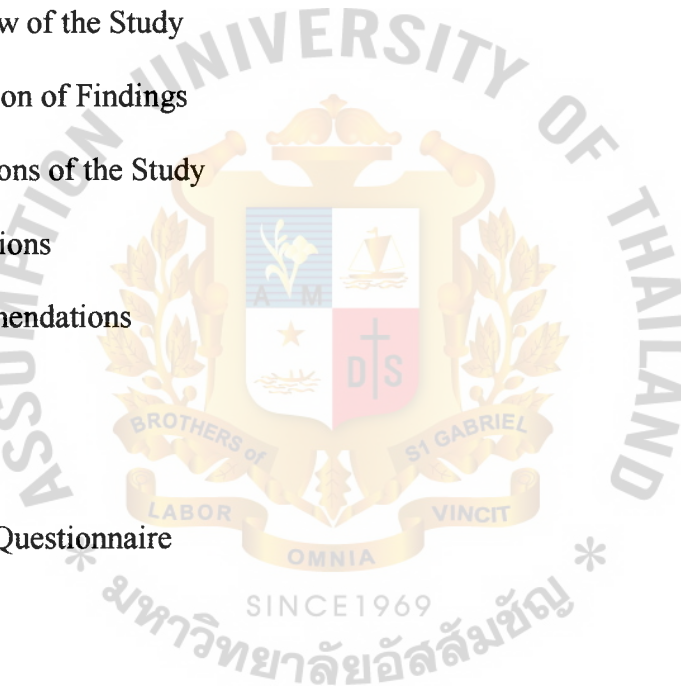 w of the Study
on of Findings
ons of the Study
ions
nendations
Questionnaire
ASSUMPTION UNIVERSITY OF THAILAND
A M
D S
BROTHERS of
ST GABRIEL
LABOR
VINCIT
OMNIA
SINCE1969
* มหาวิทยาลัยอัสสัมชัญ *